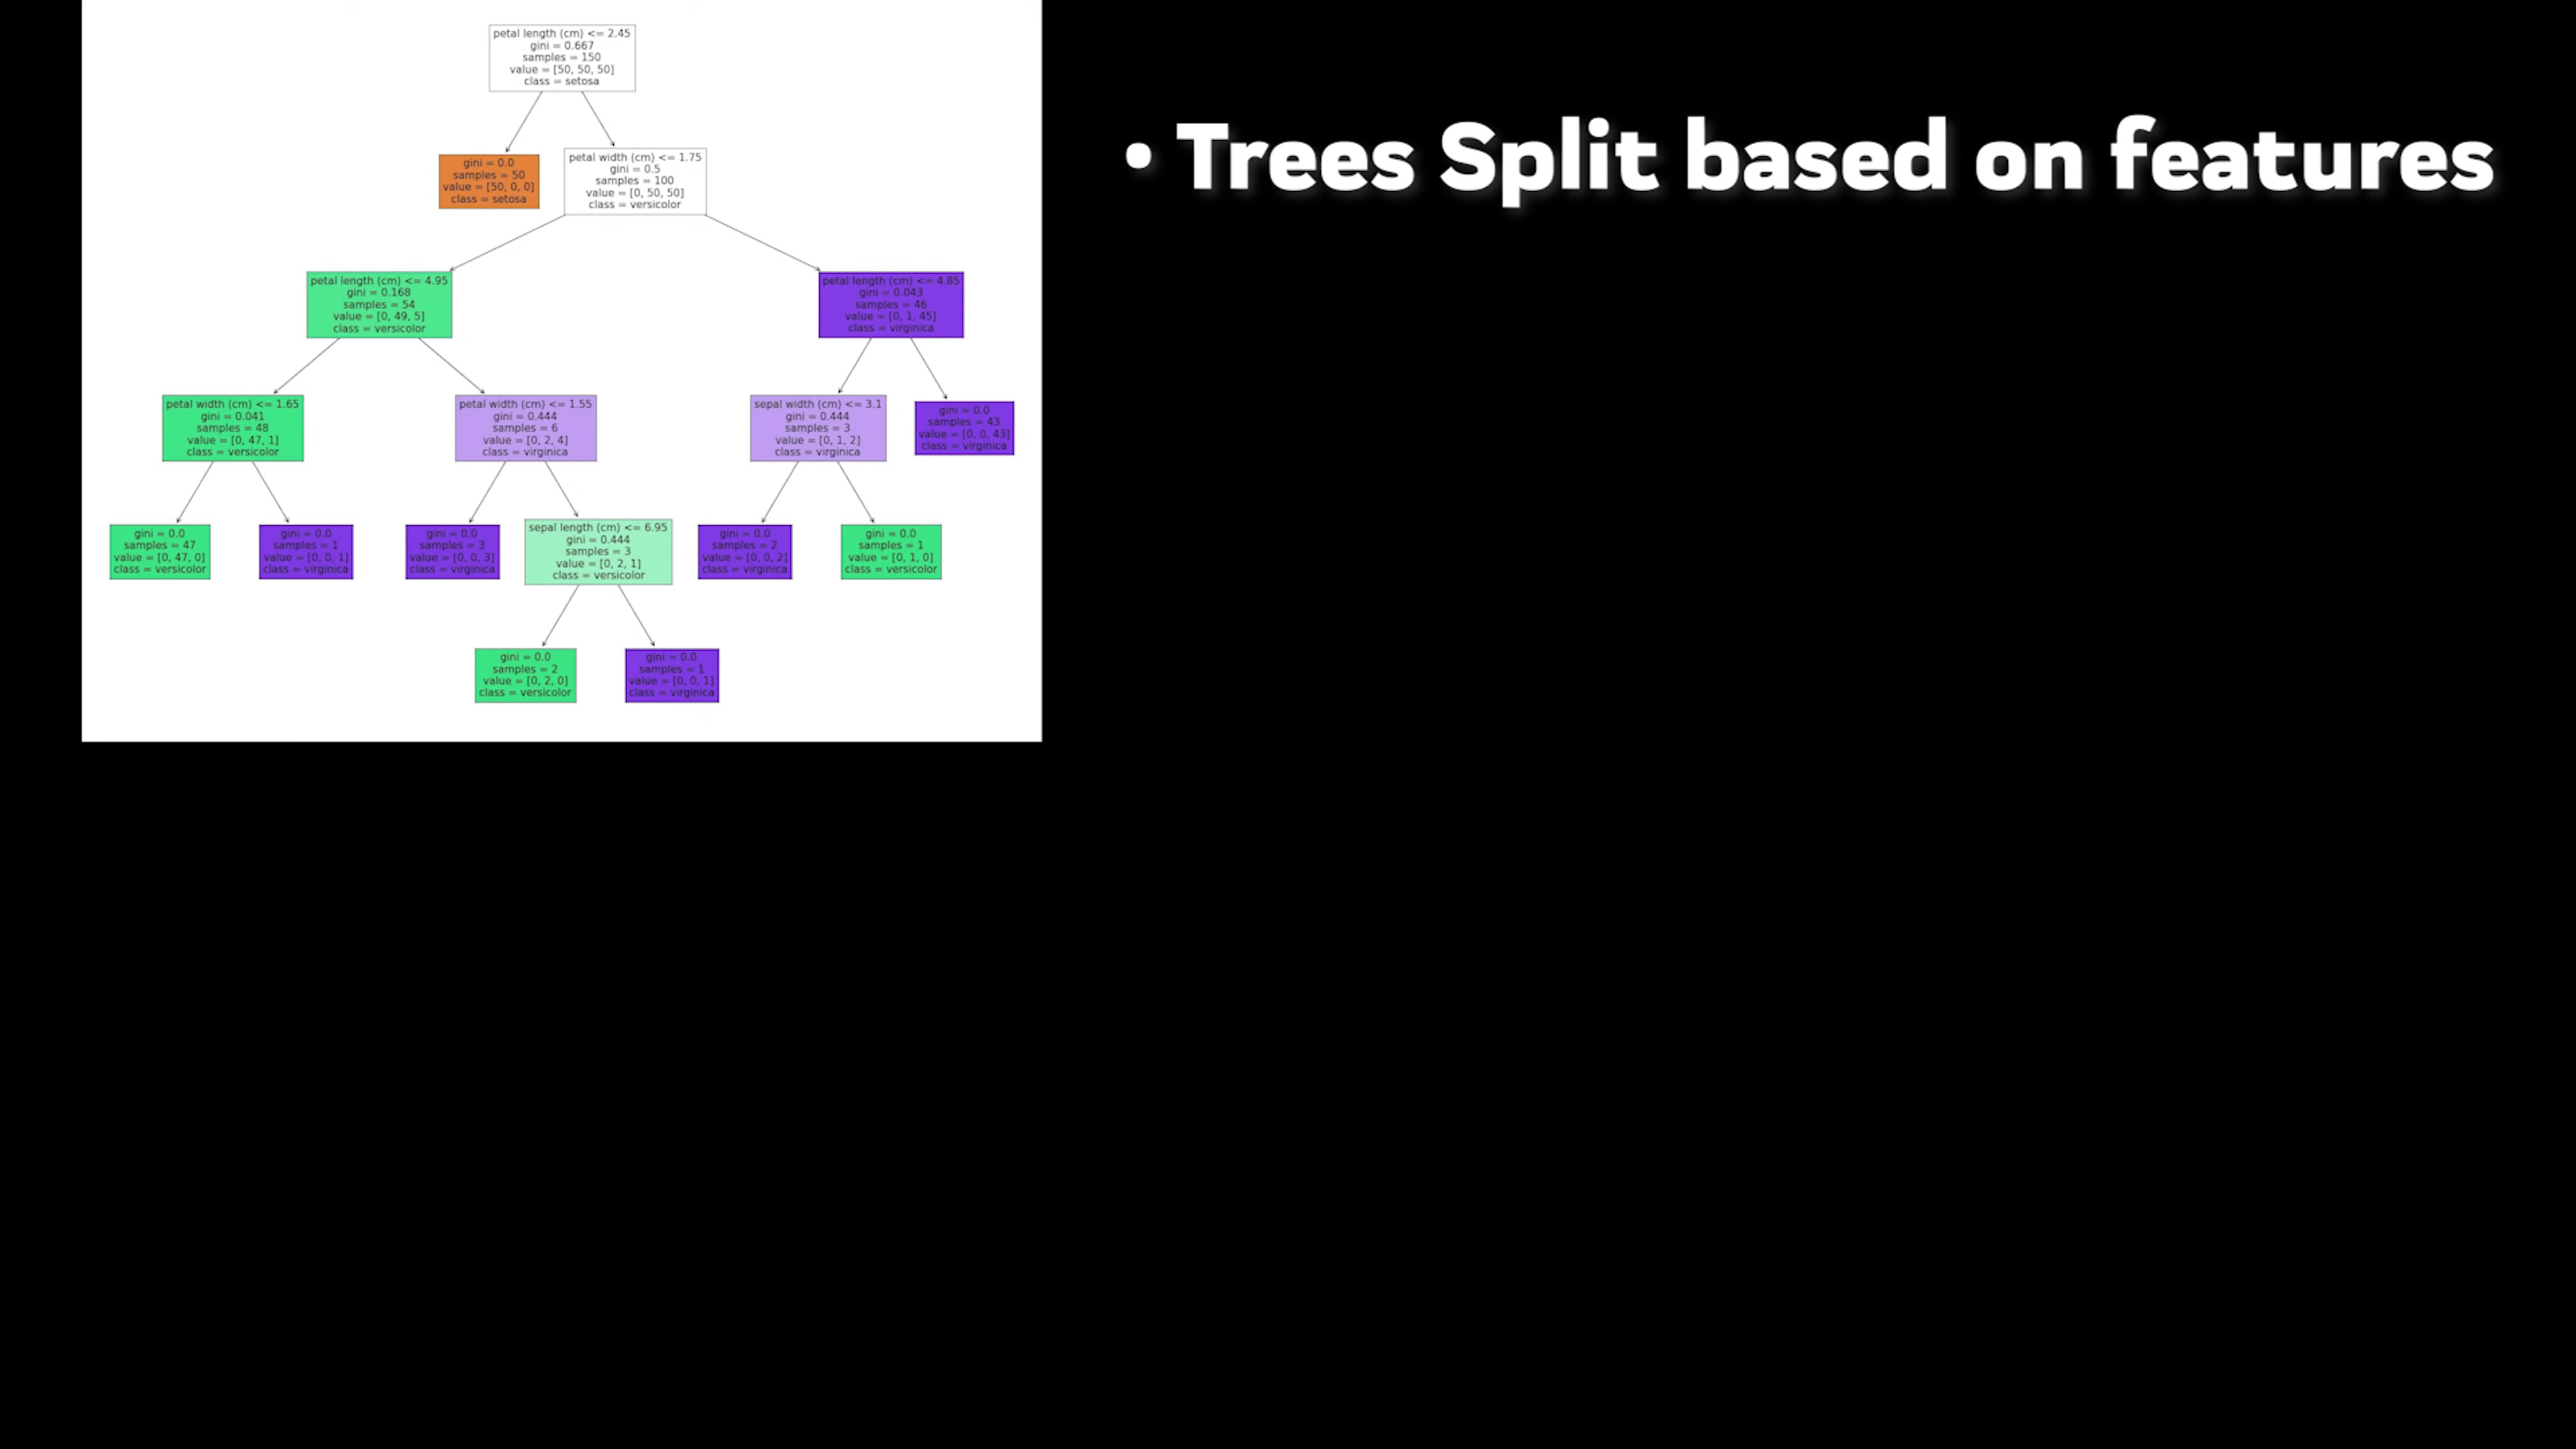 petal length (cm) <= 2.45
gini = 0.667
samples = 150
value = [50, 50, 50]
class = setosa
gini = 0.0
samples = 50
value = [50, 0, 0]
class = setosa
petal width (cm) <= 1.75
gini = 0.5
samples = 100
value = [0, 50, 50]
class = versicolor
petal length (cm) <= 4.95
gini = 0.168
samples = 54
value = [0, 49, 5]
class = versicolor
petal length (cm) <= 4.85
gini = 0.043
samples = 46
value = [0, 1, 45]
class = virginica
petal width (cm) <= 1.65
gini = 0.041
samples = 48
value = [0, 47, 1]
class = versicolor
petal width (cm) <= 1.55
gini = 0.444
samples = 6
value = [0, 2, 4]
class = virginica
sepal width (cm) <= 3.1
gini = 0.444
samples = 3
value = [0, 1, 2]
class = virginica
gini = 0.0
samples = 43
value = [0, 0, 43]
class = virginica
gini = 0.0
samples = 47
value = [0, 47, 0]
class = versicolor
gini = 0.0
samples = 1
value = [0, 0, 1]
class = virginica
gini = 0.0
samples = 3
value = [0, 0, 3]
class = virginica
sepal length (cm) <= 6.95
gini = 0.444
samples = 3
value = [0, 2, 1]
class = versicolor
gini = 0.0
samples = 2
value = [0, 0, 2]
class = virginica
gini = 0.0
samples = 1
value = [0, 1, 0]
class = versicolor
gini = 0.0
samples = 2
value = [0, 2, 0]
class = versicolor
gini = 0.0
samples = 1
value = [0, 0, 1]
class = virginica
• Trees Split based on features